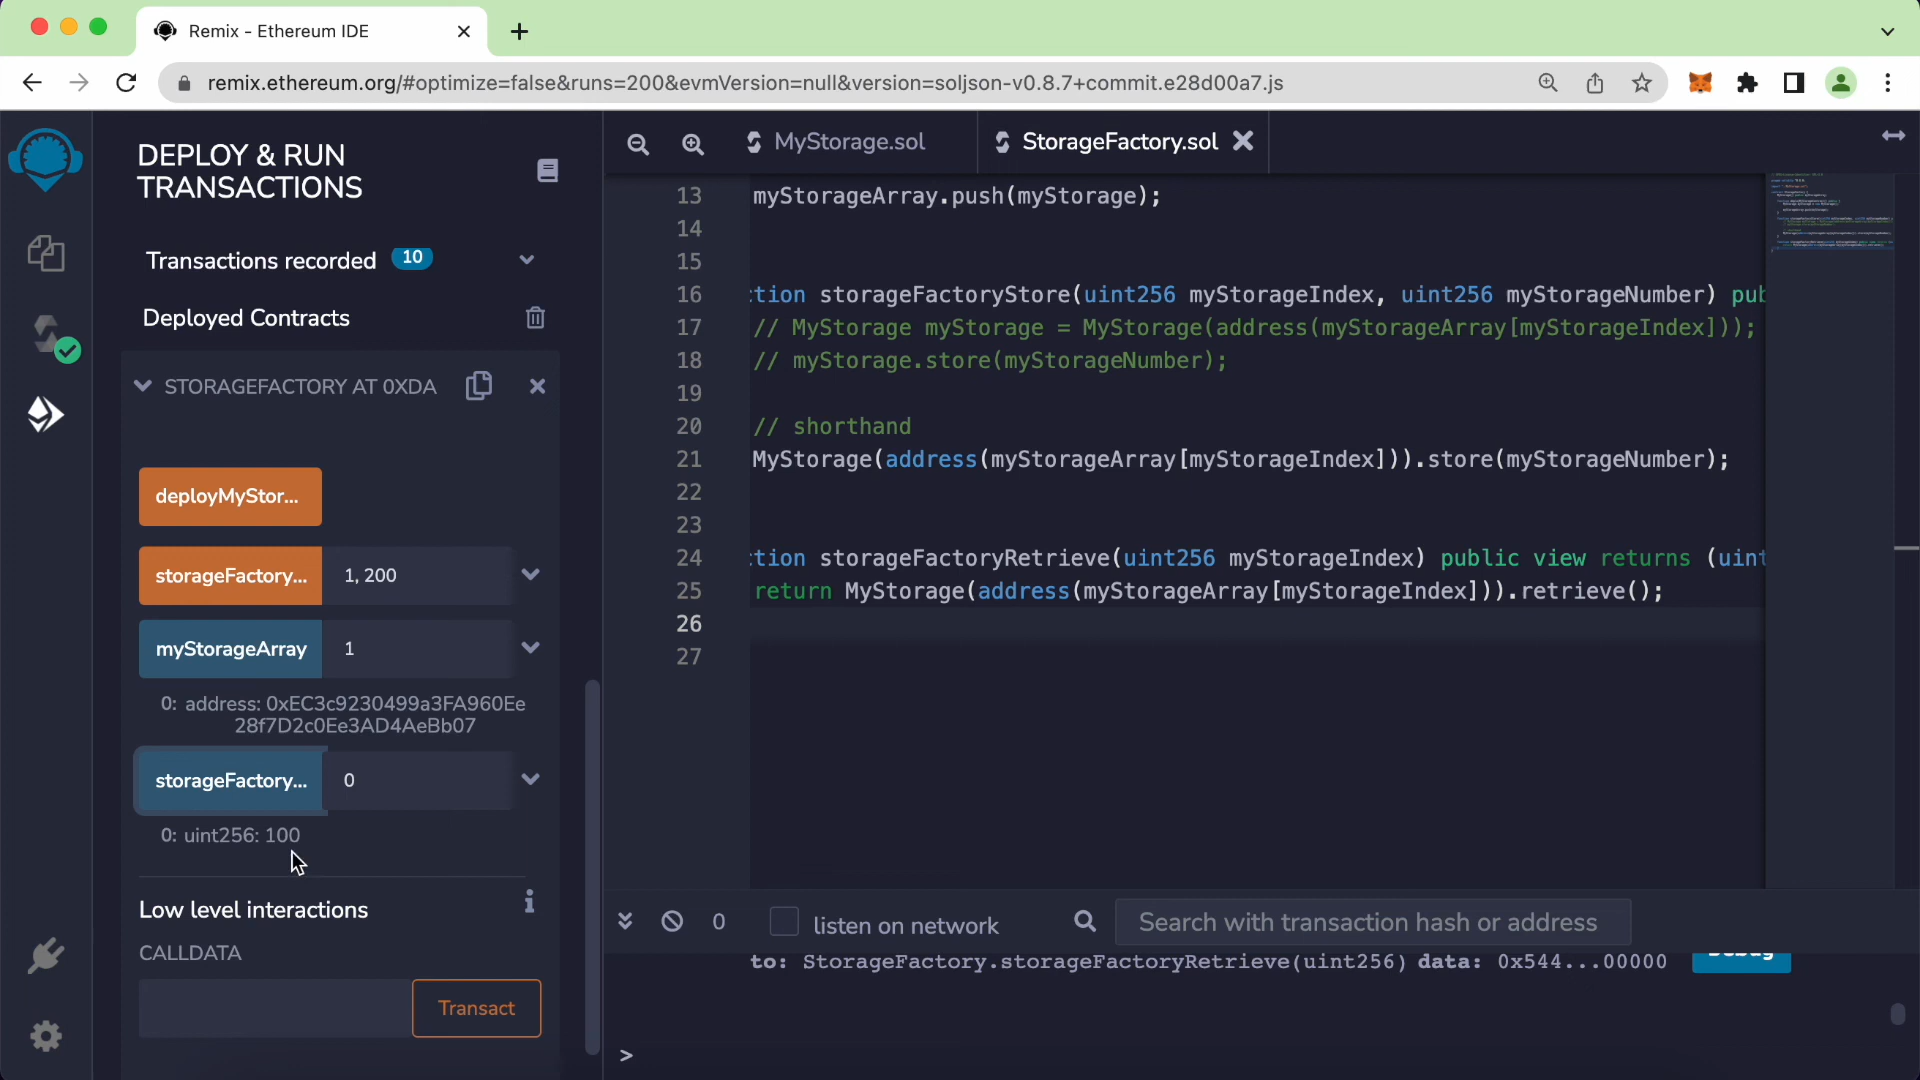 Remix - Ethereum IDE
remix.ethereum.org/#optimize=false&runs=200&evmVersion=null&version=soljson-v0.8.7+commit.e28d00a7.js
DEPLOY & RUN
TRANSACTIONS
Transactions recorded 10
Deployed Contracts
STORAGEFACTORY AT 0XDA
deployMyStor...
storageFactory... 1, 200
myStorageArray 1
0: address: 0xEC3c9230499a3FA960Ee
28f7D2c0Ee3AD4AeBb07
storageFactory... 0
0: uint256: 100
Low level interactions
CALLDATA
Transact
MyStorage.sol
StorageFactory.sol
13 myStorageArray.push(myStorage);
14
15
16 ction storageFactoryStore(uint256 myStorageIndex, uint256 myStorageNumber) pub
17 // MyStorage myStorage = MyStorage(address(myStorageArray[myStorageIndex]));
18 // myStorage.store(myStorageNumber);
19
20 // shorthand
21 MyStorage(address(myStorageArray[myStorageIndex])).store(myStorageNumber);
22
23
24 ction storageFactoryRetrieve(uint256 myStorageIndex) public view returns (uint
25 return MyStorage(address(myStorageArray[myStorageIndex])).retrieve();
26
27
0 listen on network Search with transaction hash or address
to: StorageFactory.storageFactoryRetrieve(uint256) data: 0x544...00000 Debug
>